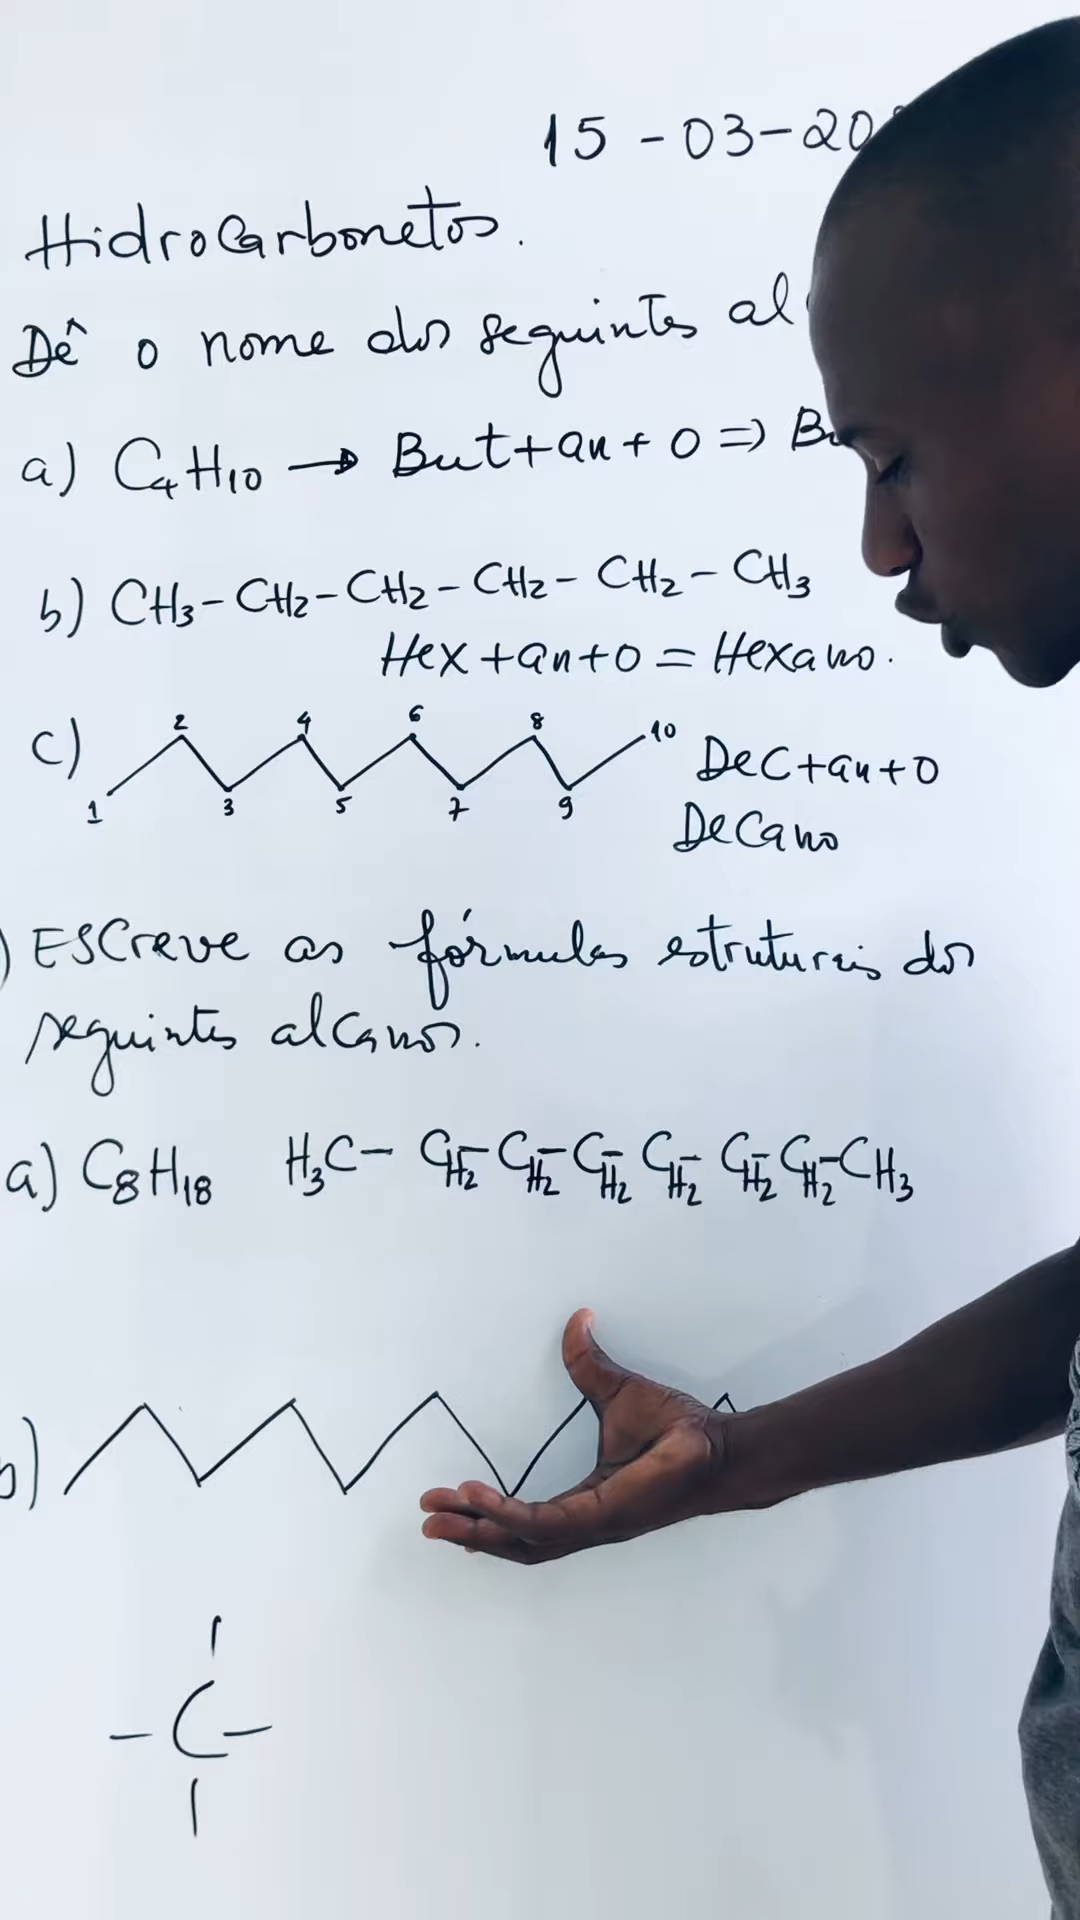 15-03-20
HidroCarbonetos.
Dê o nome dos seguintes al
a) C₄H₁₀ → But+an+o => Bu
b) CH₃-CH₂-CH₂-CH₂-CH₂-CH₃
Hex+an+o = Hexano.
c) 1 2 3 4 5 6 7 8 9 10 Dec+an+o
Decano
) Escreve as fórmulas estruturais dos
seguintes alcanos.
a) C₈H₁₈ H₃C-CH₂-CH₂-CH₂-CH₂-CH₂-CH₂-CH₃
b)
-C-